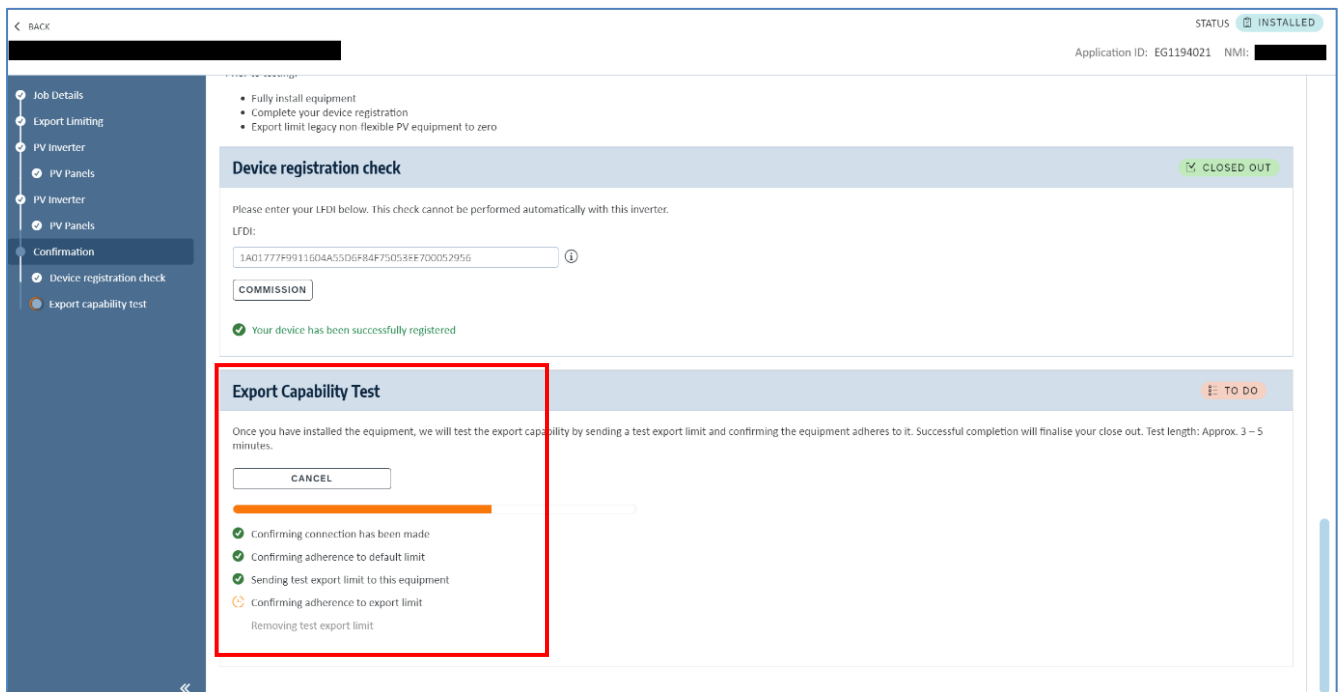 BACK
STATUS INSTALLED
Application ID: EG1194021 NMI:
Job Details
Export Limiting
PV Inverter
PV Panels
PV Inverter
PV Panels
Confirmation
Device registration check
Export capability test
Prior to testing:
• Fully install equipment
• Complete your device registration
• Export limit legacy non-flexible PV equipment to zero
Device registration check
CLOSED OUT
Please enter your LFDI below. This check cannot be performed automatically with this inverter.
LFDI:
1A01777F9911604A55D6F84F75053EE700052956
COMMISSION
Your device has been successfully registered
Export Capability Test
TO DO
Once you have installed the equipment, we will test the export capability by sending a test export limit and confirming the equipment adheres to it. Successful completion will finalise your close out. Test length: Approx. 3 – 5
minutes.
CANCEL
Confirming connection has been made
Confirming adherence to default limit
Sending test export limit to this equipment
Confirming adherence to export limit
Removing test export limit